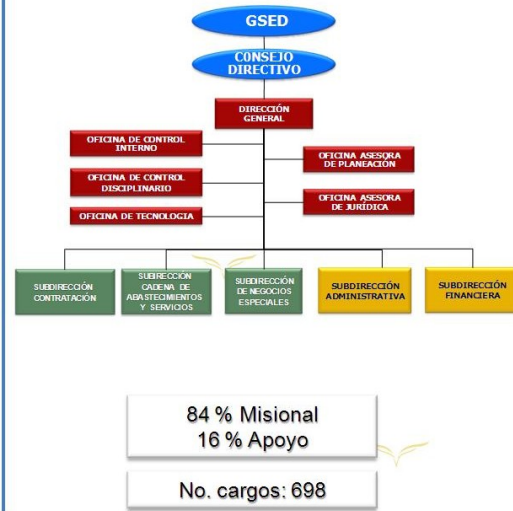 GSED
CONSEJO
DIRECTIVO
DIRECCIÓN
GENERAL
OFICINA DE CONTROL
INTERNO
OFICINA ASESORA
DE PLANEACIÓN
OFICINA DE CONTROL
DISCIPLINARIO
OFICINA ASESORA
DE JURÍDICA
OFICINA DE TECNOLOGIA
SUBDIRECCIÓN
CONTRATACIÓN
SUBIRECCIÓN
CADENA DE
ABASTECIMIENTOS
Y SERVICIOS
SUBDIRECCIÓN
DE NEGOCIOS
ESPECIALES
SUBDIRECCIÓN
ADMINISTRATIVA
SUBDIRECCIÓN
FINANCIERA
84 % Misional
16 % Apoyo
No. cargos: 698